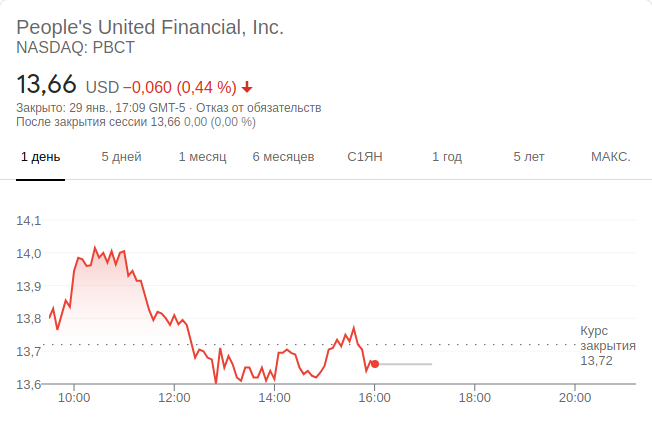 People's United Financial, Inc.
NASDAQ: PBCT
13,66 USD −0,060 (0,44 %)
Закрыто: 29 янв., 17:09 GMT-5 · Отказ от обязательств
После закрытия сессии 13,66 0,00 (0,00 %)
1 день 5 дней 1 месяц 6 месяцев С1ЯН 1 год 5 лет МАКС.
14,1
14,0
13,9
13,8
13,7
13,6
Курс
закрытия
13,72
10:00 12:00 14:00 16:00 18:00 20:00